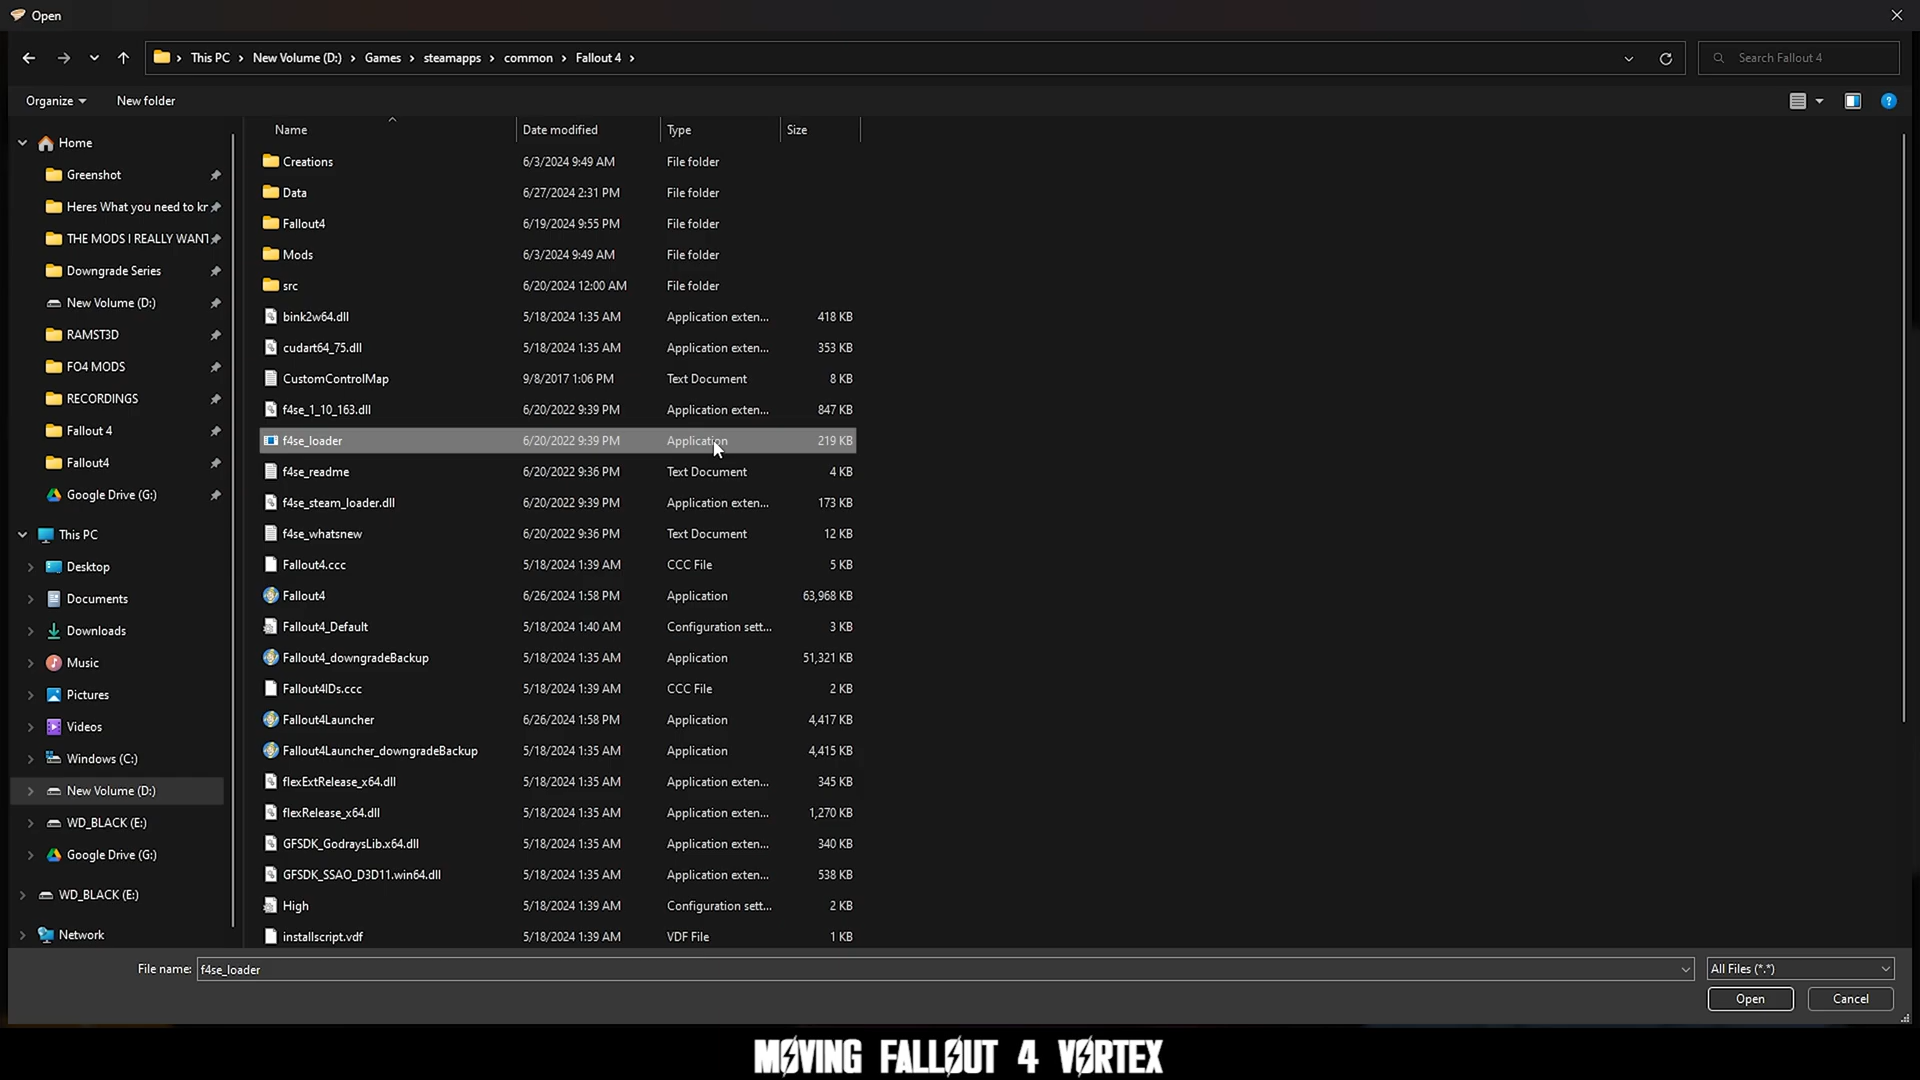 Open
This PC > New Volume (D:) > Games > steamapps > common > Fallout 4 >
Search Fallout 4
Organize
New folder
Home
Greenshot
Heres What you need to kr
THE MODS I REALLY WANT
Downgrade Series
New Volume (D:)
RAMST3D
FO4 MODS
RECORDINGS
Fallout 4
Fallout4
Google Drive (G:)
This PC
Desktop
Documents
Downloads
Music
Pictures
Videos
Windows (C:)
New Volume (D:)
WD_BLACK (E:)
Google Drive (G:)
WD_BLACK (E:)
Network
Name Date modified Type Size
Creations 6/3/2024 9:49 AM File folder
Data 6/27/2024 2:31 PM File folder
Fallout4 6/19/2024 9:55 PM File folder
Mods 6/3/2024 9:49 AM File folder
src 6/20/2024 12:00 AM File folder
bink2w64.dll 5/18/2024 1:35 AM Application exten... 418 KB
cudart64_75.dll 5/18/2024 1:35 AM Application exten... 353 KB
CustomControlMap 9/8/2017 1:06 PM Text Document 8 KB
f4se_1_10_163.dll 6/20/2022 9:39 PM Application exten... 847 KB
f4se_loader 6/20/2022 9:39 PM Application 219 KB
f4se_readme 6/20/2022 9:36 PM Text Document 4 KB
f4se_steam_loader.dll 6/20/2022 9:39 PM Application exten... 173 KB
f4se_whatsnew 6/20/2022 9:36 PM Text Document 12 KB
Fallout4.ccc 5/18/2024 1:39 AM CCC File 5 KB
Fallout4 6/26/2024 1:58 PM Application 63,968 KB
Fallout4_Default 5/18/2024 1:40 AM Configuration sett... 3 KB
Fallout4_downgradeBackup 5/18/2024 1:35 AM Application 51,321 KB
Fallout4IDs.ccc 5/18/2024 1:39 AM CCC File 2 KB
Fallout4Launcher 6/26/2024 1:58 PM Application 4,417 KB
Fallout4Launcher_downgradeBackup 5/18/2024 1:35 AM Application 4,415 KB
flexExtRelease_x64.dll 5/18/2024 1:35 AM Application exten... 345 KB
flexRelease_x64.dll 5/18/2024 1:35 AM Application exten... 1,270 KB
GFSDK_GodraysLib.x64.dll 5/18/2024 1:35 AM Application exten... 340 KB
GFSDK_SSAO_D3D11.win64.dll 5/18/2024 1:35 AM Application exten... 538 KB
High 5/18/2024 1:39 AM Configuration sett... 2 KB
installscript.vdf 5/18/2024 1:39 AM VDF File 1 KB
File name: f4se_loader
All Files (*.*)
Open
Cancel
MOVING FALLOUT 4 VORTEX